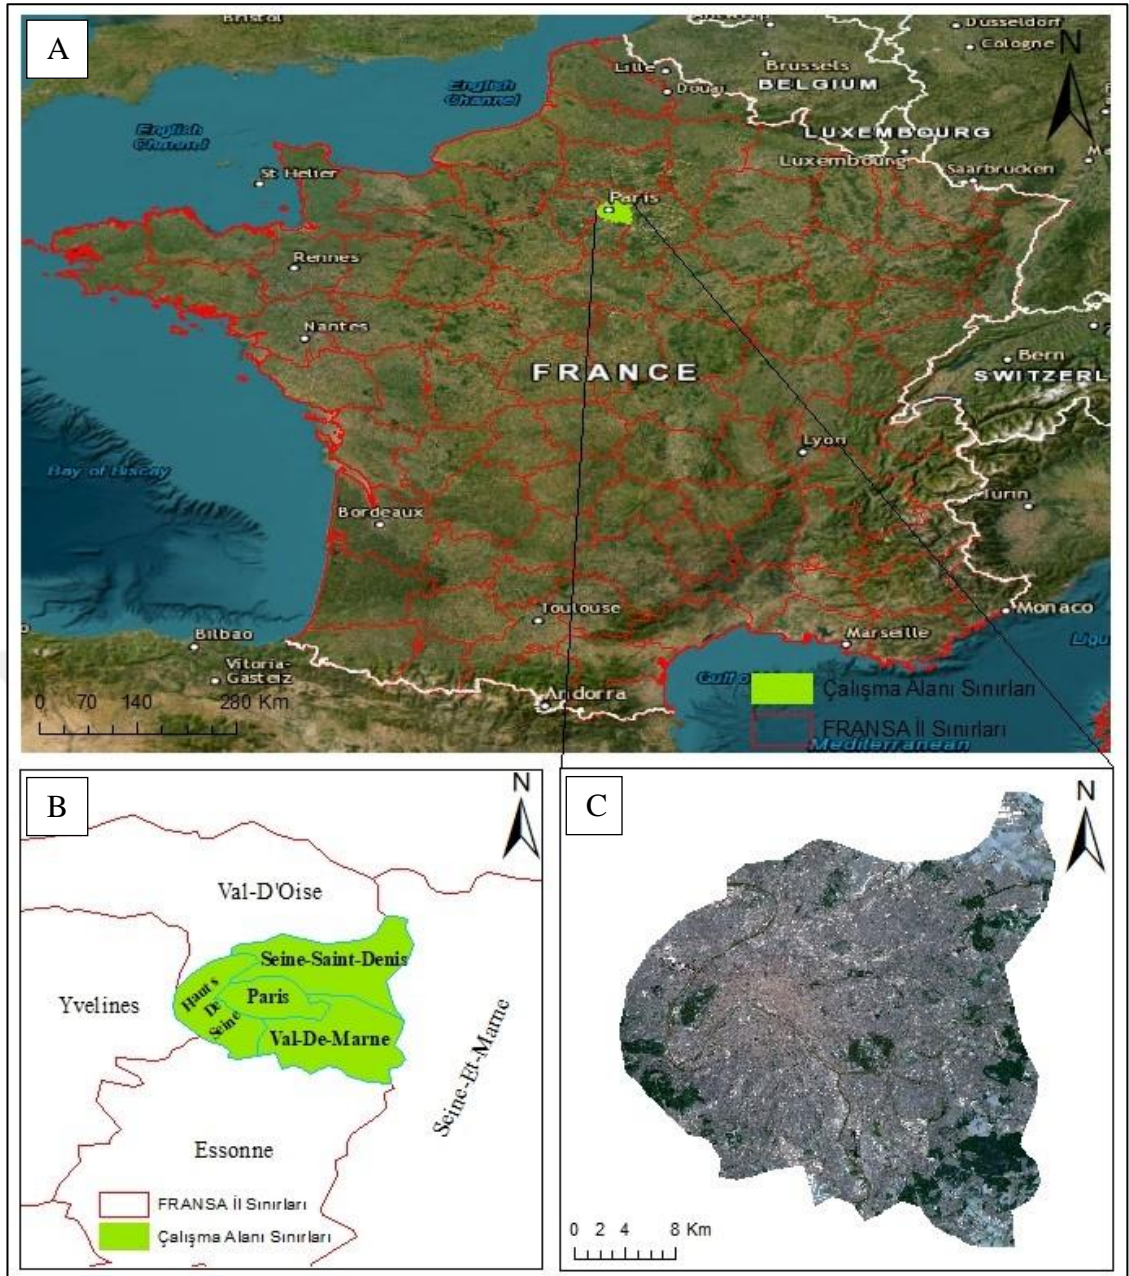 A
Bristol
Dusseldorf
Cologne
N
Lille
Brussels
BELGIUM
Douai
English
Channel
English
Channel
LUXEMBOURG
Luxembourg
Saarbrucken
St Helier
Paris
Rennes
Nantes
FRANCE
Bern
SWITZERL
Lyon
Bay of Biscay
Turin
Bordeaux
Toulouse
Monaco
Marseille
Bilbao
Vitoria-
Gasteiz
Andorra
0 70 140 280 Km
Çalışma Alanı Sınırları
FRANSA İl Sınırları
Mediterranean
B
N
Val-D'Oise
Seine-Saint-Denis
Hauts
De
Seine
Paris
Yvelines
Val-De-Marne
Seine-Et-Marne
Essonne
FRANSA İl Sınırları
Çalışma Alanı Sınırları
C
N
0 2 4 8 Km